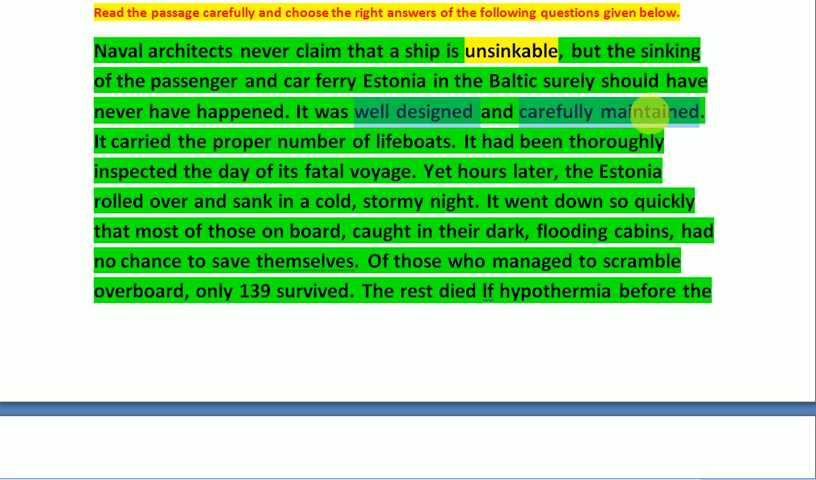 Read the passage carefully and choose the right answers of the following questions given below.
Naval architects never claim that a ship is unsinkable, but the sinking
of the passenger and car ferry Estonia in the Baltic surely should have
never have happened. It was well designed and carefully maintained.
It carried the proper number of lifeboats. It had been thoroughly
inspected the day of its fatal voyage. Yet hours later, the Estonia
rolled over and sank in a cold, stormy night. It went down so quickly
that most of those on board, caught in their dark, flooding cabins, had
no chance to save themselves. Of those who managed to scramble
overboard, only 139 survived. The rest died lf hypothermia before the